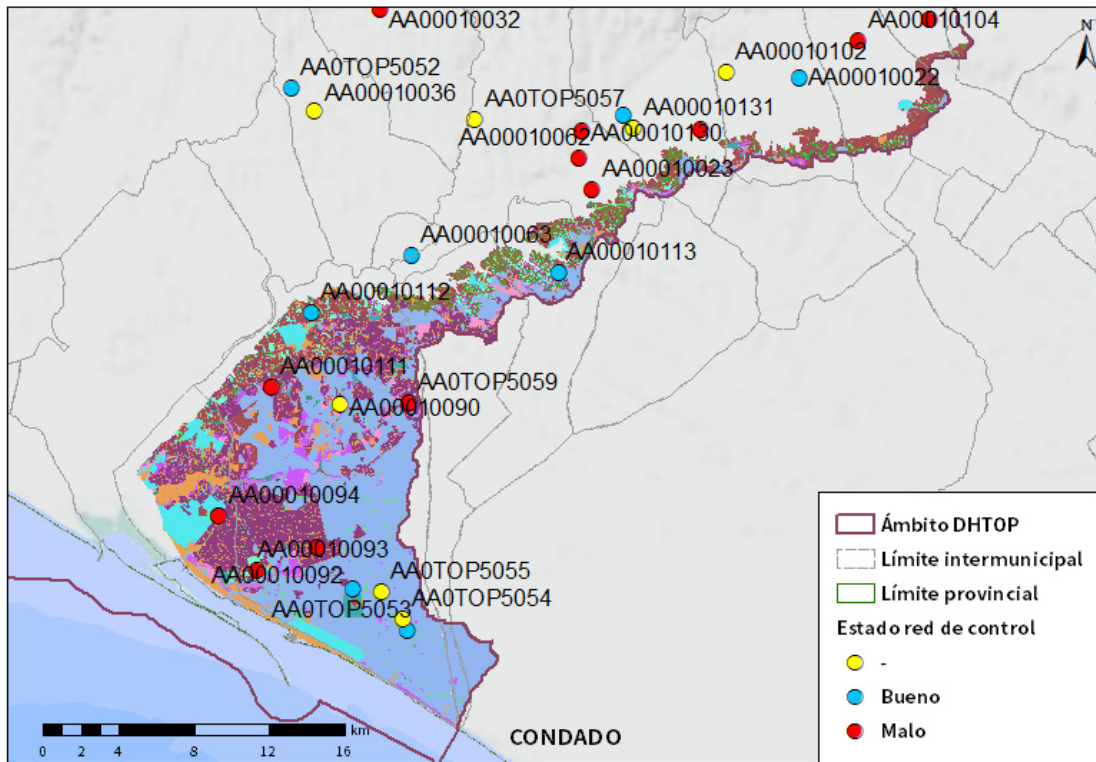 AA00010032
AA00010104
N
AA00010102
AA0TOP5052
AA00010022
AA00010036
AA0TOP5057
AA00010131
AA00010062
AA00010130
AA00010023
AA00010063
AA00010113
AA00010112
AA00010111
AA0TOP5059
AA00010090
AA00010094
AA00010093
AA00010092
AA0TOP5055
AA0TOP5053
AA0TOP5054
Ámbito DHTOP
Límite intermunicipal
Límite provincial
Estado red de control
-
Bueno
Malo
km
0 2 4 8 12 16
CONDADO